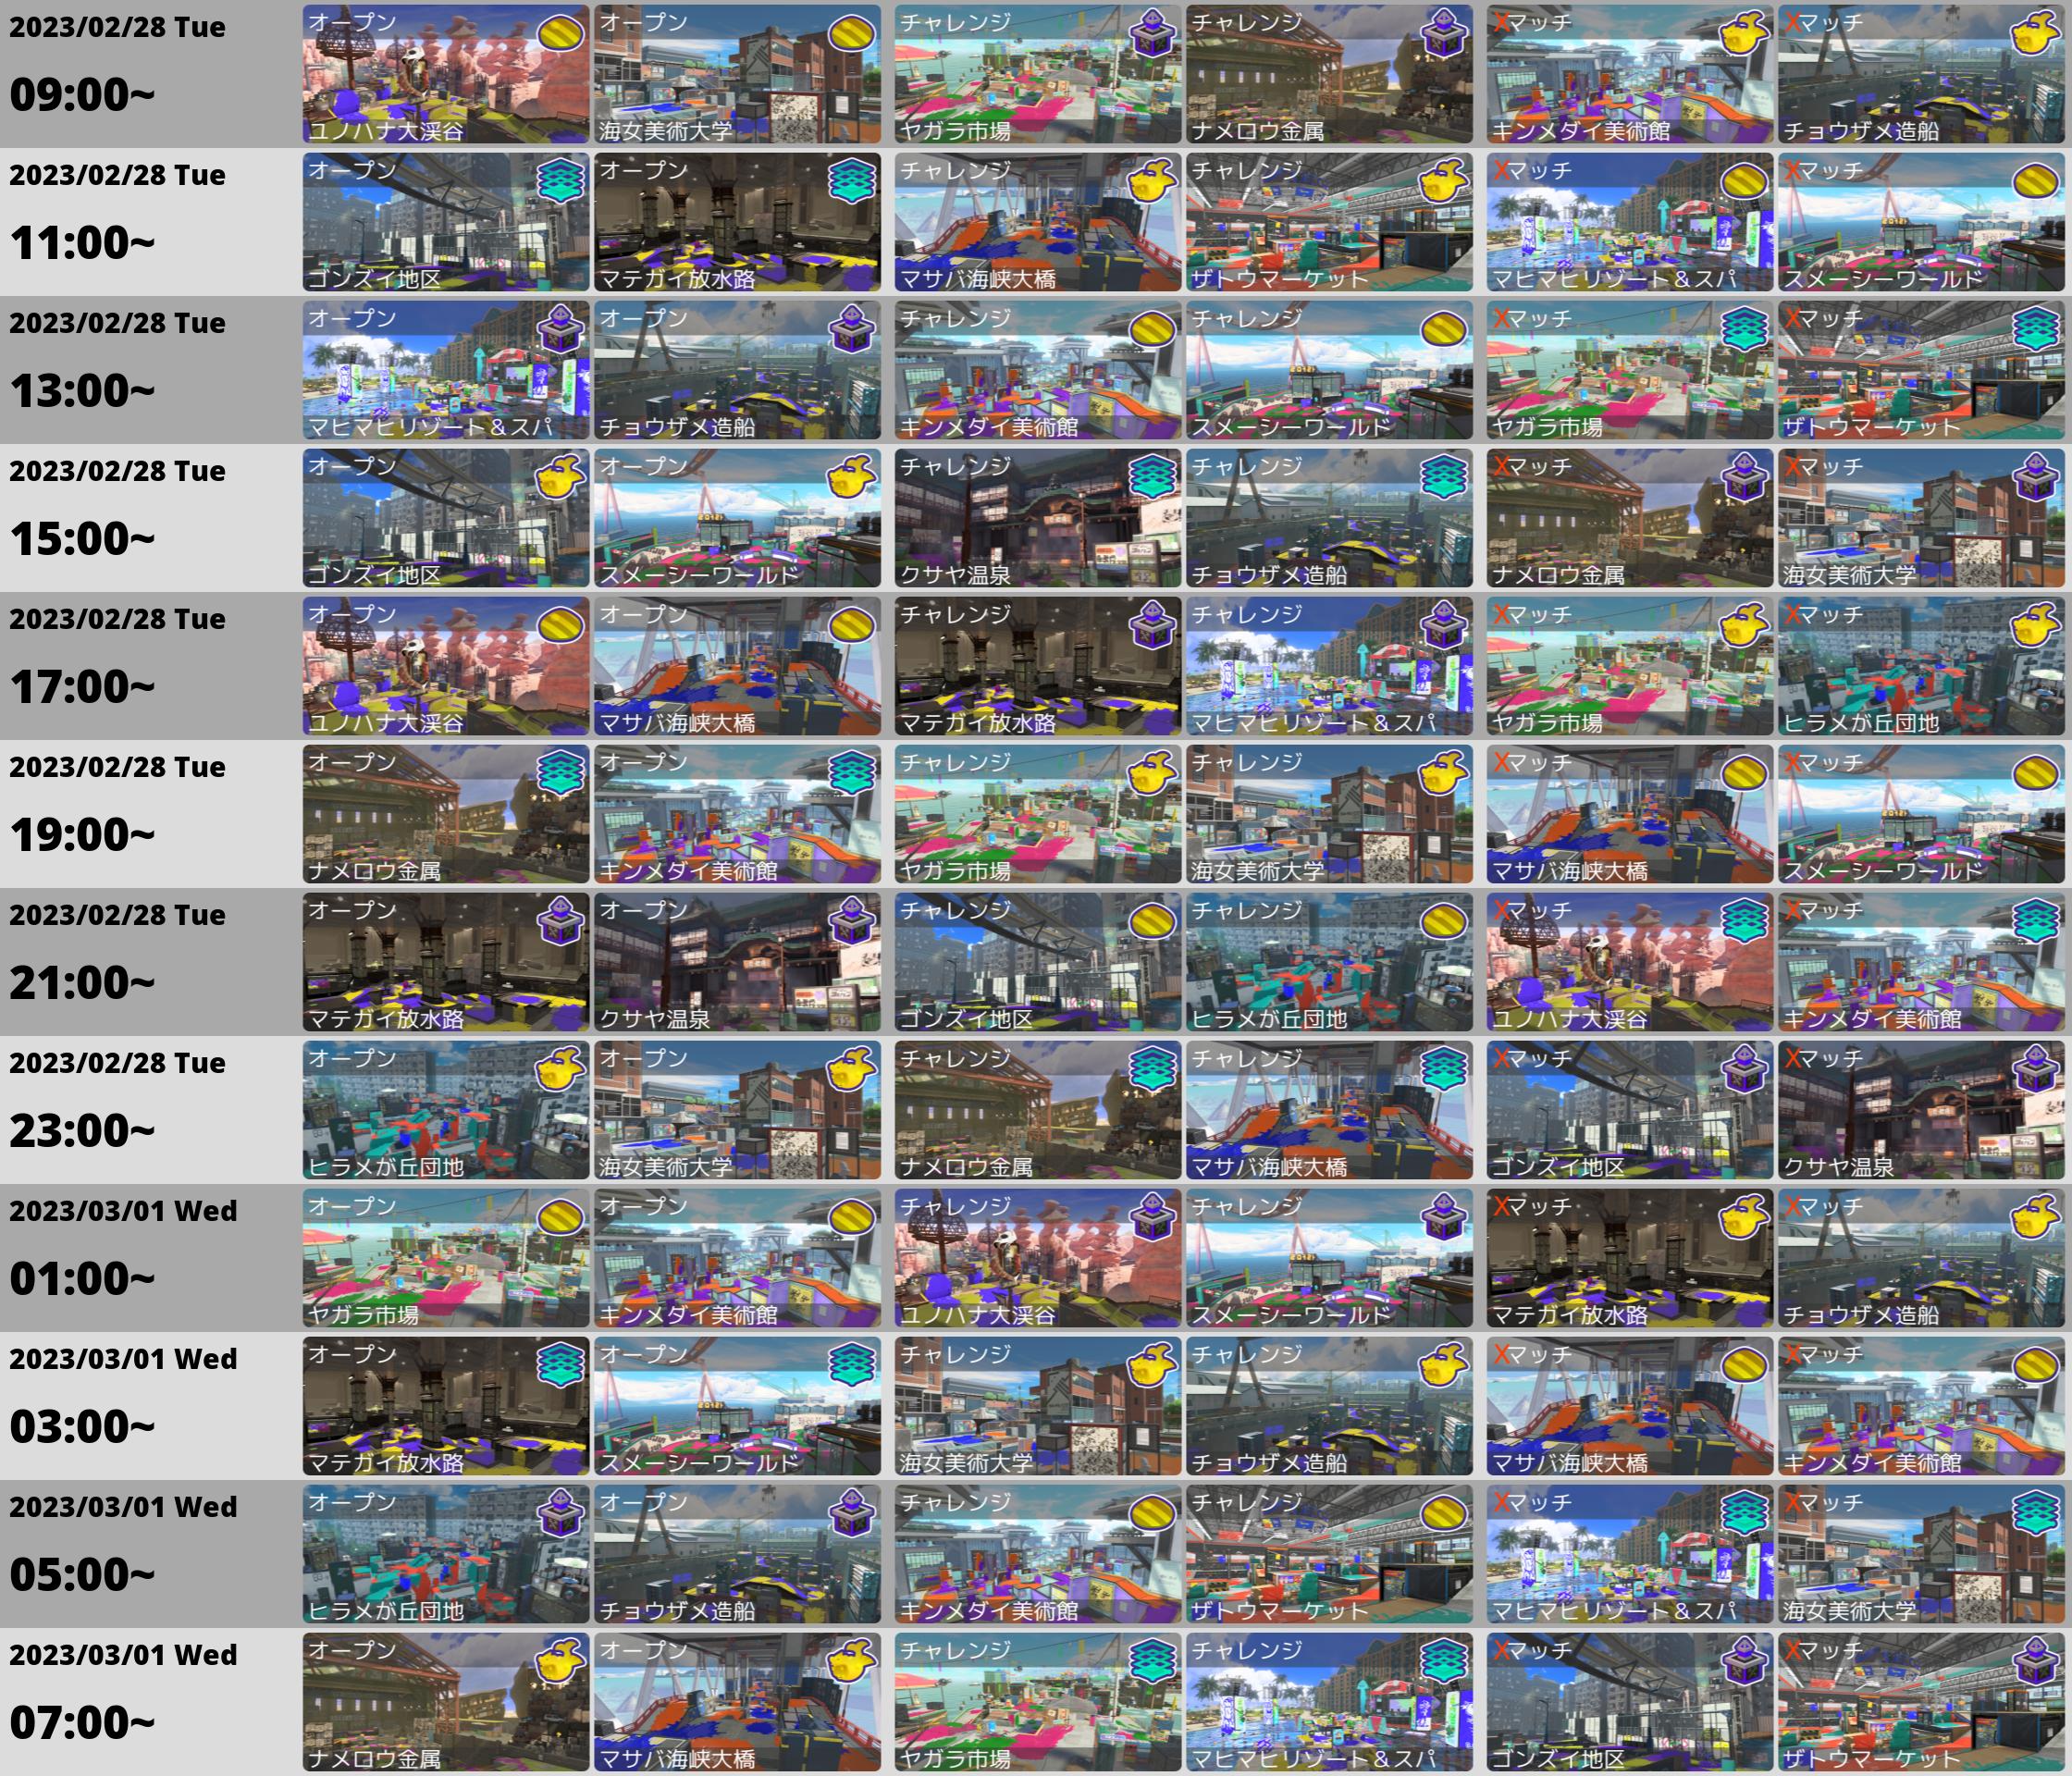 2023/02/28 Tue
09:00~
オープン
ユノハナ大渓谷
オープン
海女美術大学
チャレンジ
ヤガラ市場
チャレンジ
ナメロウ金属
Xマッチ
キンメダイ美術館
Xマッチ
チョウザメ造船
2023/02/28 Tue
11:00~
オープン
ゴンズイ地区
オープン
マテガイ放水路
チャレンジ
マサバ海峡大橋
チャレンジ
ザトウマーケット
Xマッチ
マヒマヒリゾート＆スパ
Xマッチ
スメーシーワールド
2023/02/28 Tue
13:00~
オープン
マヒマヒリゾート＆スパ
オープン
チョウザメ造船
チャレンジ
キンメダイ美術館
チャレンジ
スメーシーワールド
Xマッチ
ヤガラ市場
Xマッチ
ザトウマーケット
2023/02/28 Tue
15:00~
オープン
ゴンズイ地区
オープン
スメーシーワールド
チャレンジ
クサヤ温泉
チャレンジ
チョウザメ造船
Xマッチ
ナメロウ金属
Xマッチ
海女美術大学
2023/02/28 Tue
17:00~
オープン
ユノハナ大渓谷
オープン
マサバ海峡大橋
チャレンジ
マテガイ放水路
チャレンジ
マヒマヒリゾート＆スパ
Xマッチ
ヤガラ市場
Xマッチ
ヒラメが丘団地
2023/02/28 Tue
19:00~
オープン
ナメロウ金属
オープン
キンメダイ美術館
チャレンジ
ヤガラ市場
チャレンジ
海女美術大学
Xマッチ
マサバ海峡大橋
Xマッチ
スメーシーワールド
2023/02/28 Tue
21:00~
オープン
マテガイ放水路
オープン
クサヤ温泉
チャレンジ
ゴンズイ地区
チャレンジ
ヒラメが丘団地
Xマッチ
ユノハナ大渓谷
Xマッチ
キンメダイ美術館
2023/02/28 Tue
23:00~
オープン
ヒラメが丘団地
オープン
海女美術大学
チャレンジ
ナメロウ金属
チャレンジ
マサバ海峡大橋
Xマッチ
ゴンズイ地区
Xマッチ
クサヤ温泉
2023/03/01 Wed
01:00~
オープン
ヤガラ市場
オープン
キンメダイ美術館
チャレンジ
ユノハナ大渓谷
チャレンジ
スメーシーワールド
Xマッチ
マテガイ放水路
Xマッチ
チョウザメ造船
2023/03/01 Wed
03:00~
オープン
マテガイ放水路
オープン
スメーシーワールド
チャレンジ
海女美術大学
チャレンジ
チョウザメ造船
Xマッチ
マサバ海峡大橋
Xマッチ
キンメダイ美術館
2023/03/01 Wed
05:00~
オープン
ヒラメが丘団地
オープン
チョウザメ造船
チャレンジ
キンメダイ美術館
チャレンジ
ザトウマーケット
Xマッチ
マヒマヒリゾート＆スパ
Xマッチ
海女美術大学
2023/03/01 Wed
07:00~
オープン
ナメロウ金属
オープン
マサバ海峡大橋
チャレンジ
ヤガラ市場
チャレンジ
マヒマヒリゾート＆スパ
Xマッチ
ゴンズイ地区
Xマッチ
ザトウマーケット